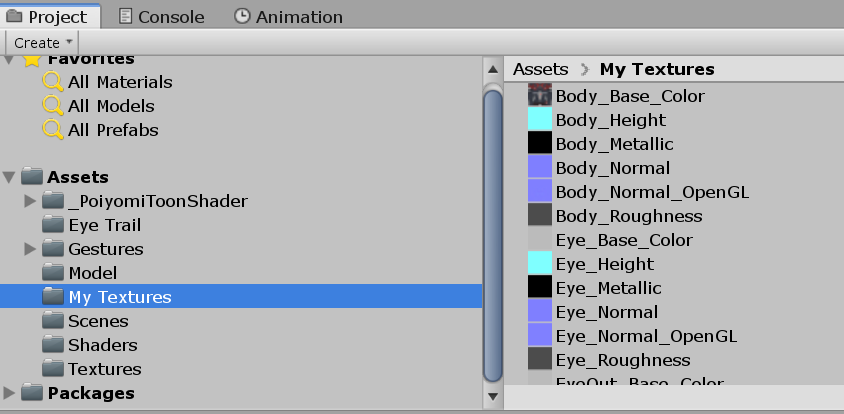 Project Console Animation
Create
Favorites
All Materials
All Models
All Prefabs
Assets
_PoiyomiToonShader
Eye Trail
Gestures
Model
My Textures
Scenes
Shaders
Textures
Packages
Assets My Textures
Body_Base_Color
Body_Height
Body_Metallic
Body_Normal
Body_Normal_OpenGL
Body_Roughness
Eye_Base_Color
Eye_Height
Eye_Metallic
Eye_Normal
Eye_Normal_OpenGL
Eye_Roughness
EyeOut_Base_Color